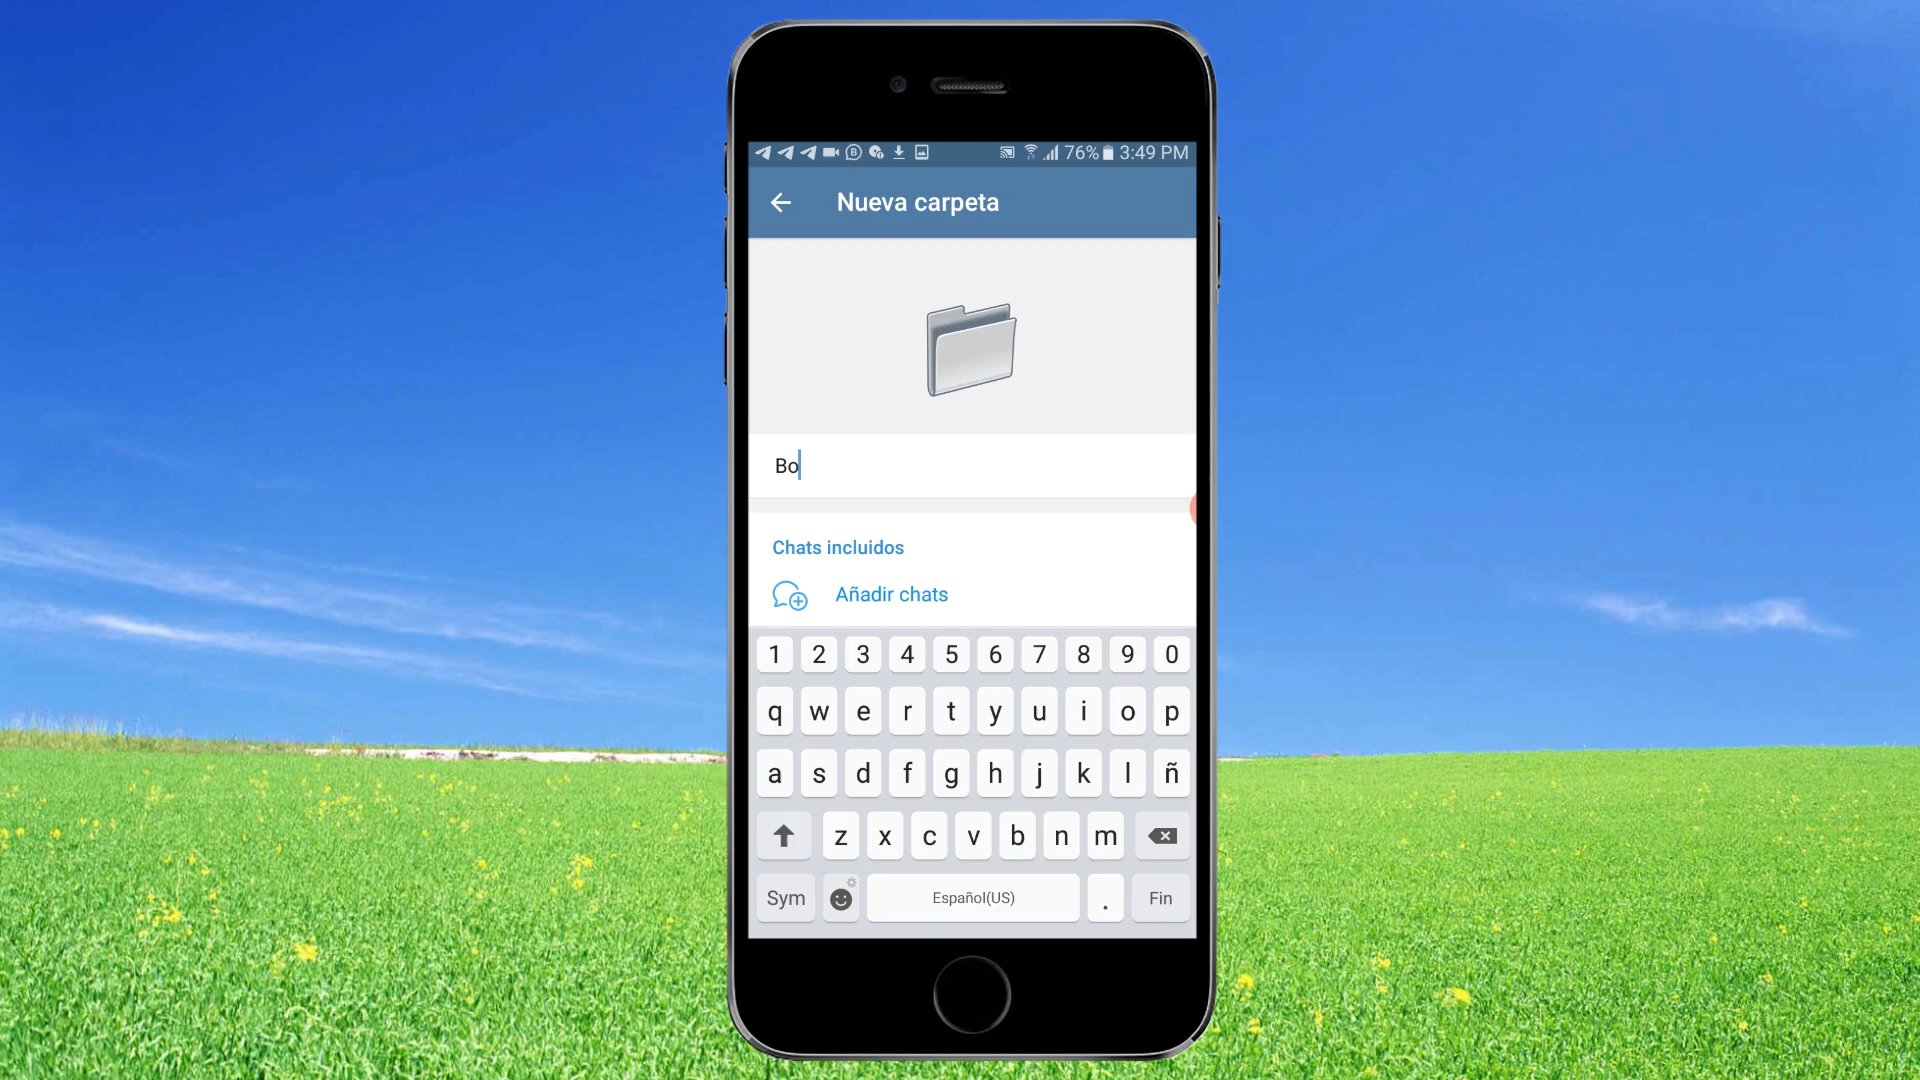 76% 3:49 PM
Nueva carpeta
Bo
Chats incluidos
Añadir chats
1 2 3 4 5 6 7 8 9 0
q w e r t y u i o p
a s d f g h j k l ñ
z x c v b n m
Sym Español(US) . Fin